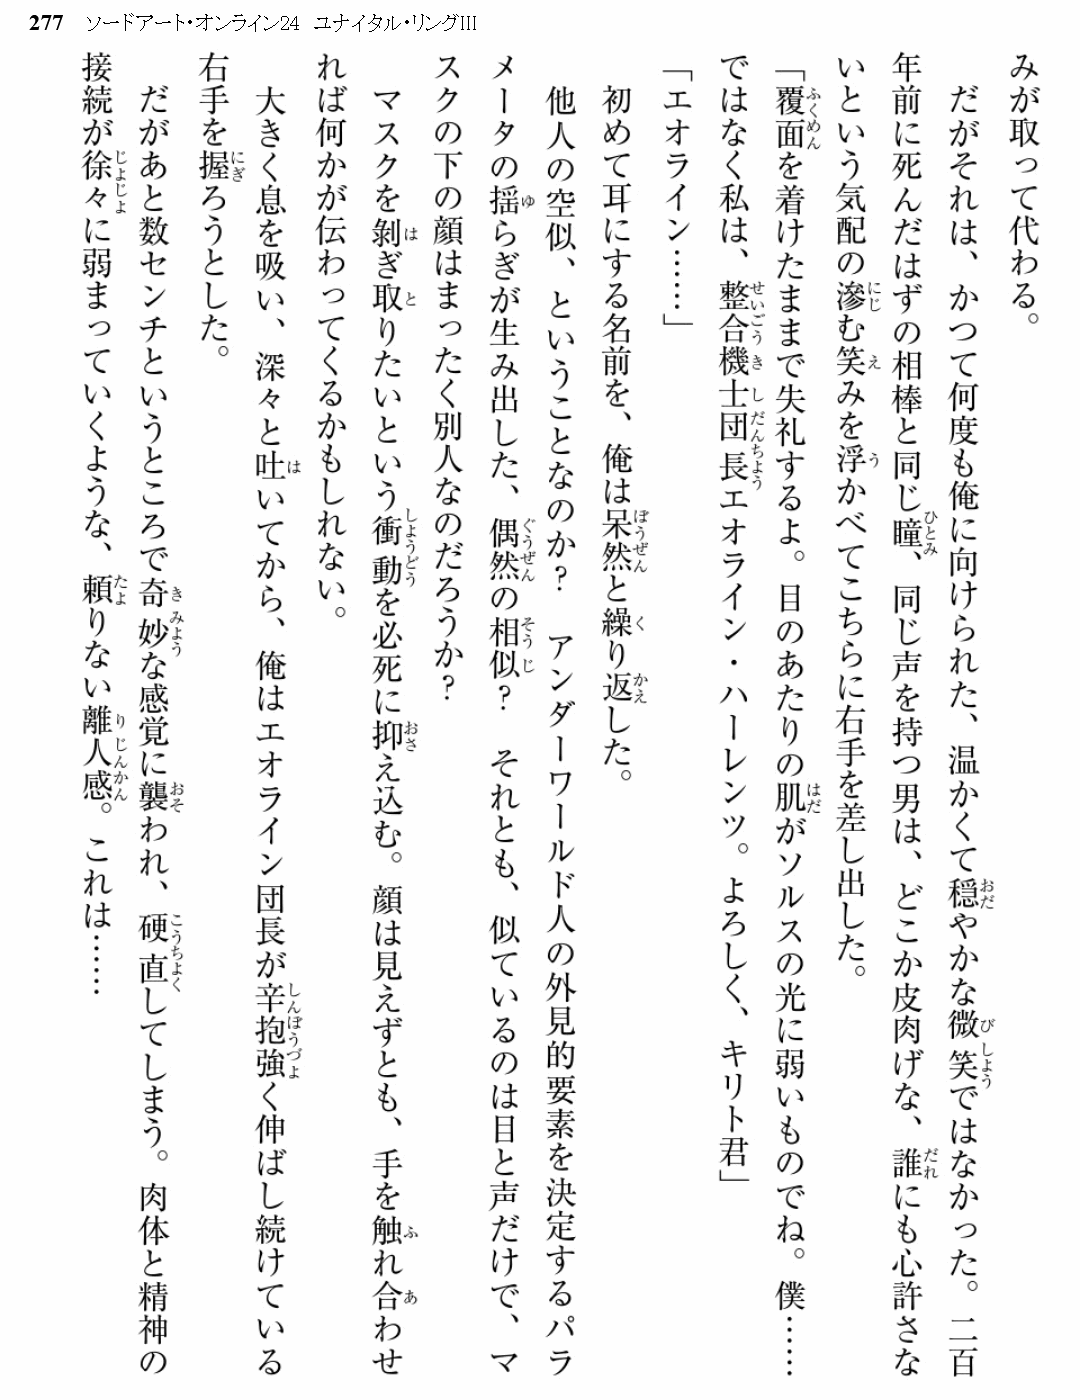 277 ソードアート・オンライン24 ユナイタル・リングIII
みが取って代わる。
だがそれは、かつて何度も俺に向けられた、温かくて穏やかな微笑ではなかった。二百
年前に死んだはずの相棒と同じ瞳、同じ声を持つ男は、どこか皮肉げな、誰にも心許さな
いという気配の滲む笑みを浮かべてこちらに右手を差し出した。
「覆面を着けたままで失礼するよ。目のあたりの肌がソルスの光に弱いものでね。僕……
ではなく私は、整合機士団長エオライン・ハーレンツ。よろしく、キリト君」
「エオライン……」
初めて耳にする名前を、俺は呆然と繰り返した。
他人の空似、ということなのか？ アンダーワールド人の外見的要素を決定するパラ
メータの揺らぎが生み出した、偶然の相似？ それとも、似ているのは目と声だけで、マ
スクの下の顔はまったく別人なのだろうか？
マスクを剝ぎ取りたいという衝動を必死に抑え込む。顔は見えずとも、手を触れ合わせ
れば何かが伝わってくるかもしれない。
大きく息を吸い、深々と吐いてから、俺はエオライン団長が辛抱強く伸ばし続けている
右手を握ろうとした。
だがあと数センチというところで奇妙な感覚に襲われ、硬直してしまう。肉体と精神の
接続が徐々に弱まっていくような、頼りない離人感。これは……